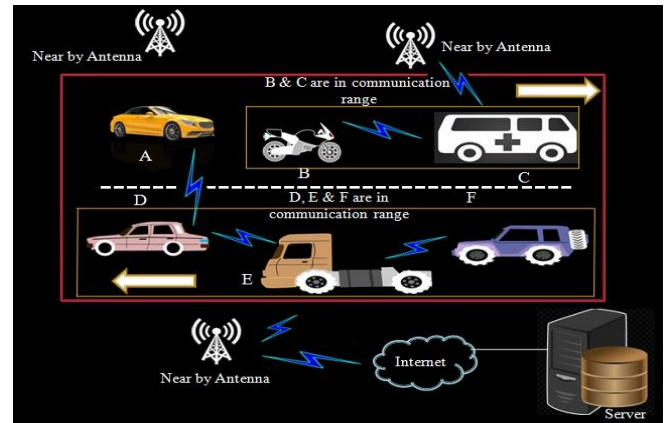 Near by Antenna
Near by Antenna
B & C are in communication
range
A
B
C
D
D, E & F are in
communication range
F
E
Near by Antenna
Internet
Server